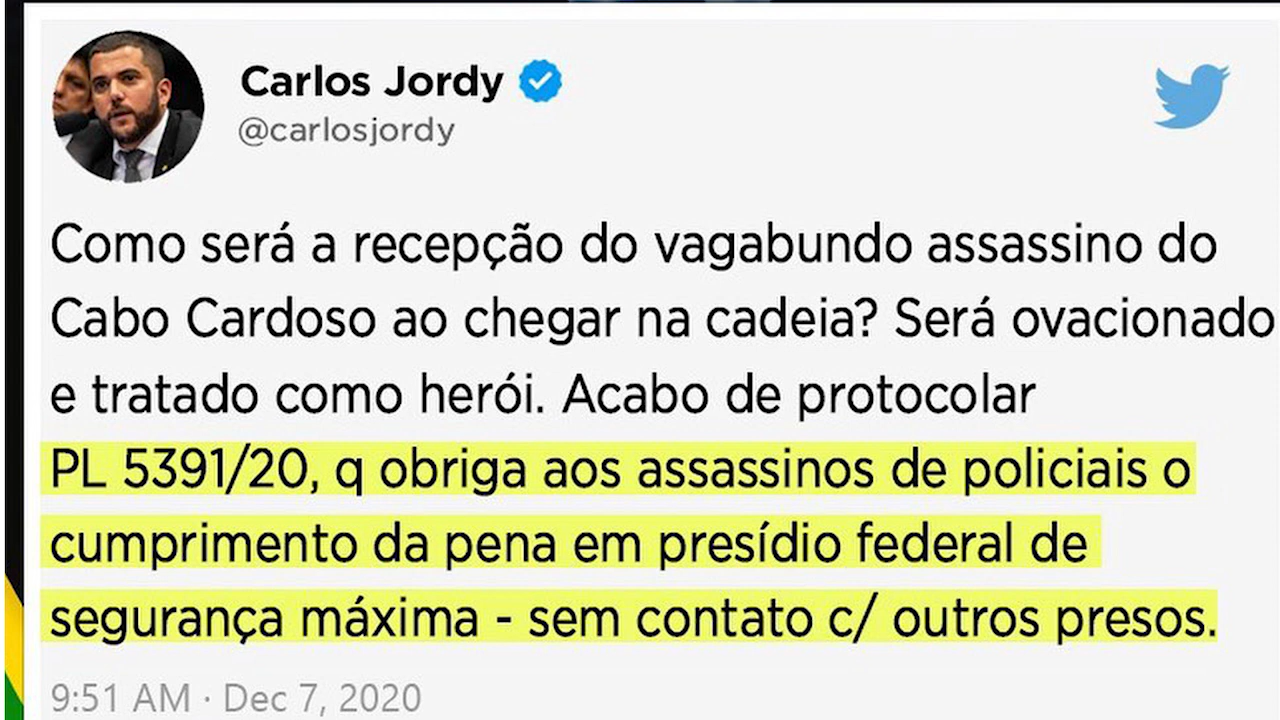 Carlos Jordy
@carlosjordy
Como será a recepção do vagabundo assassino do
Cabo Cardoso ao chegar na cadeia? Será ovacionado
e tratado como herói. Acabo de protocolar
PL 5391/20, q obriga aos assassinos de policiais o
cumprimento da pena em presídio federal de
segurança máxima - sem contato c/ outros presos.
9:51 AM · Dec 7, 2020